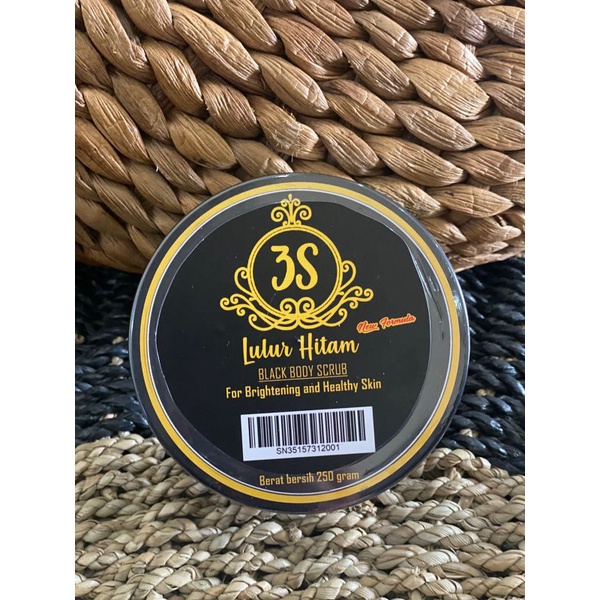 3S
Lulur Hitam
New Formula
BLACK BODY SCRUB
For Brightening and Healthy Skin
SN35157312001
Berat bersih 250 gram